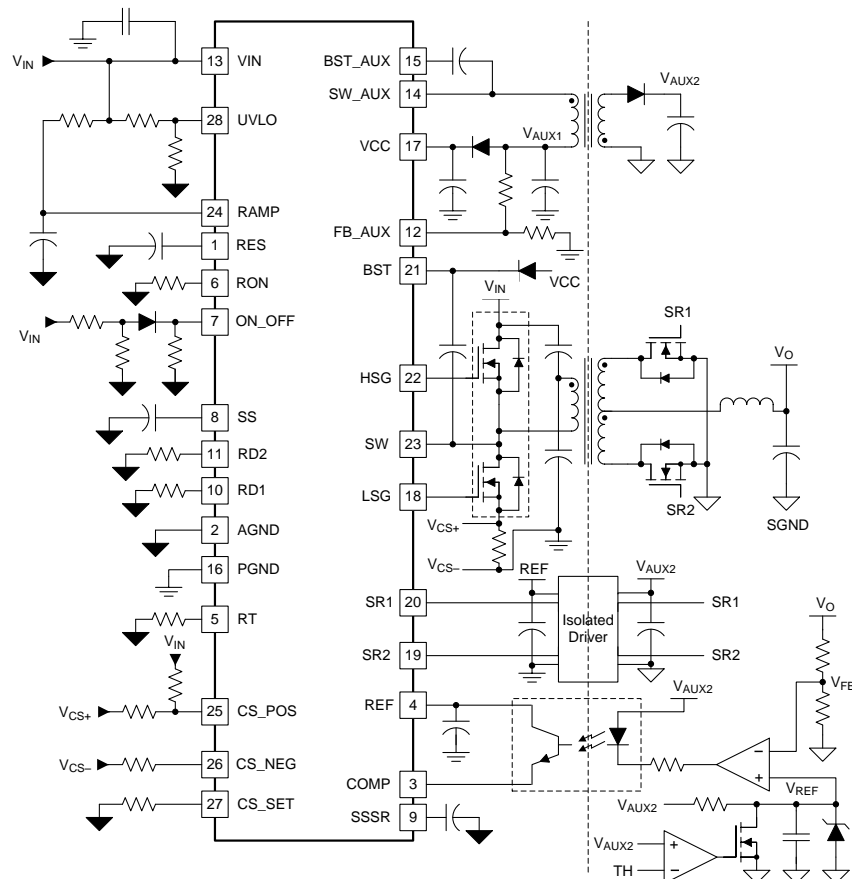 VIN
13 VIN
28 UVLO
24 RAMP
1 RES
6 RON
VIN
7 ON_OFF
8 SS
11 RD2
10 RD1
2 AGND
16 PGND
5 RT
VIN
VCS+
25 CS_POS
VCS–
26 CS_NEG
27 CS_SET
BST_AUX 15
SW_AUX 14
VCC 17
VAUX1
VAUX2
FB_AUX 12
BST 21
VCC
VIN
HSG 22
SW 23
LSG 18
VCS+
VCS–
SR1
VO
SR2
SGND
REF
VAUX2
SR1 20
Isolated
Driver
SR1
SR2 19
SR2
VO
VFB
REF 4
VAUX2
COMP 3
SSSR 9
VREF
VAUX2
VAUX2
TH